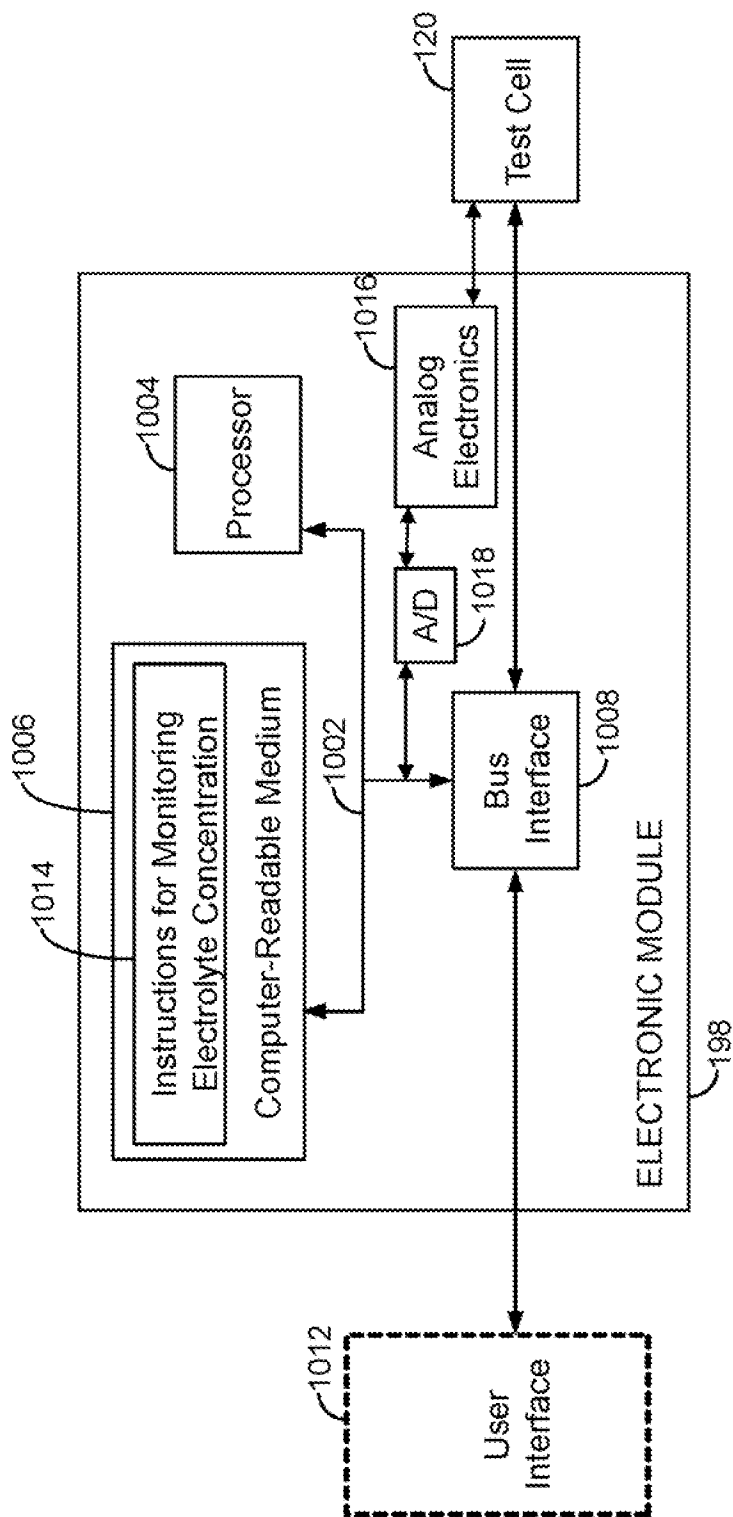 1014
1006
Instructions for Monitoring
Electrolyte Concentration
Computer-Readable Medium
1004
Processor
1002
1016
Analog
Electronics
A/D
1018
120
Test Cell
1012
User
Interface
Bus
Interface
1008
ELECTRONIC MODULE
198